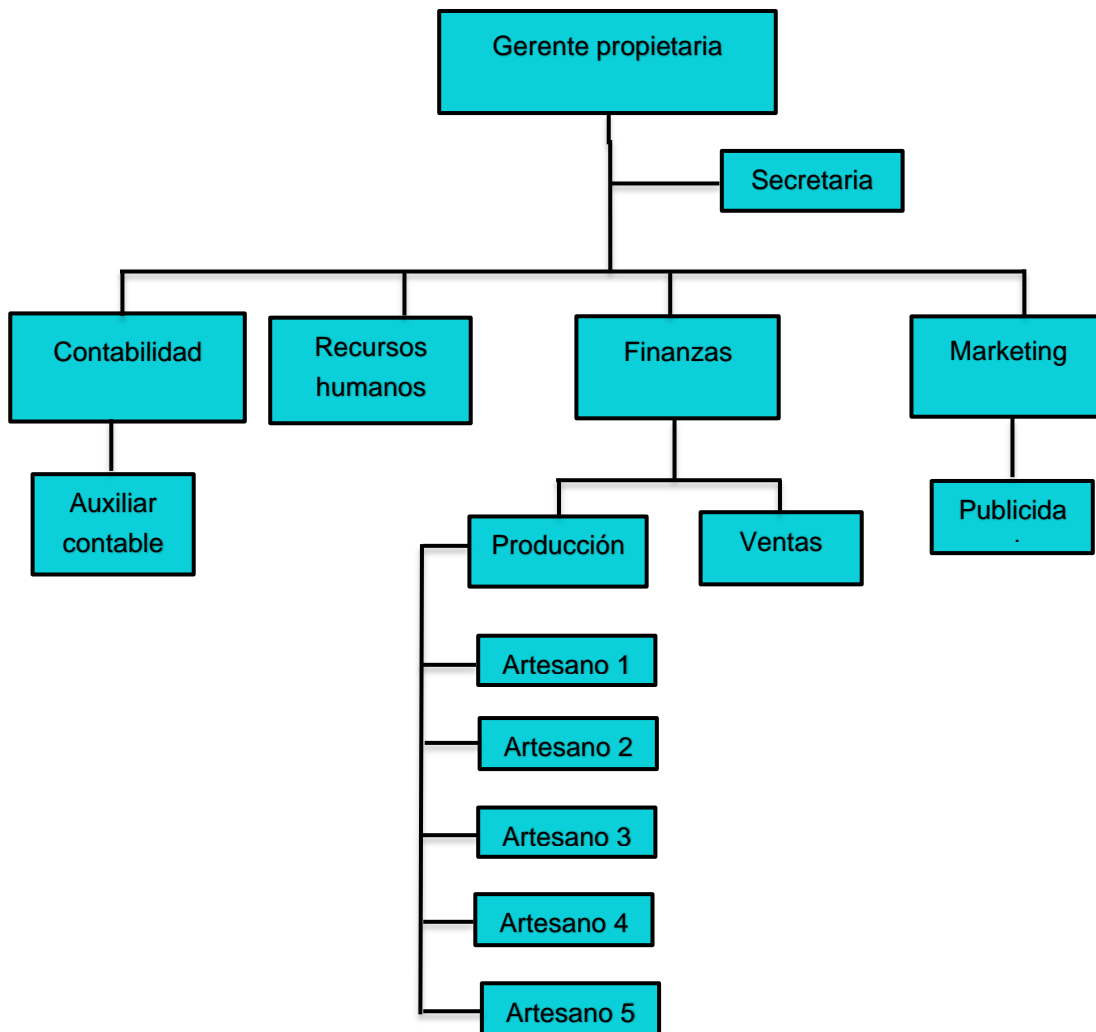 Gerente propietaria
Secretaria
Contabilidad
Recursos
humanos
Finanzas
Marketing
Auxiliar
contable
Producción
Ventas
Publicida
Artesano 1
Artesano 2
Artesano 3
Artesano 4
Artesano 5